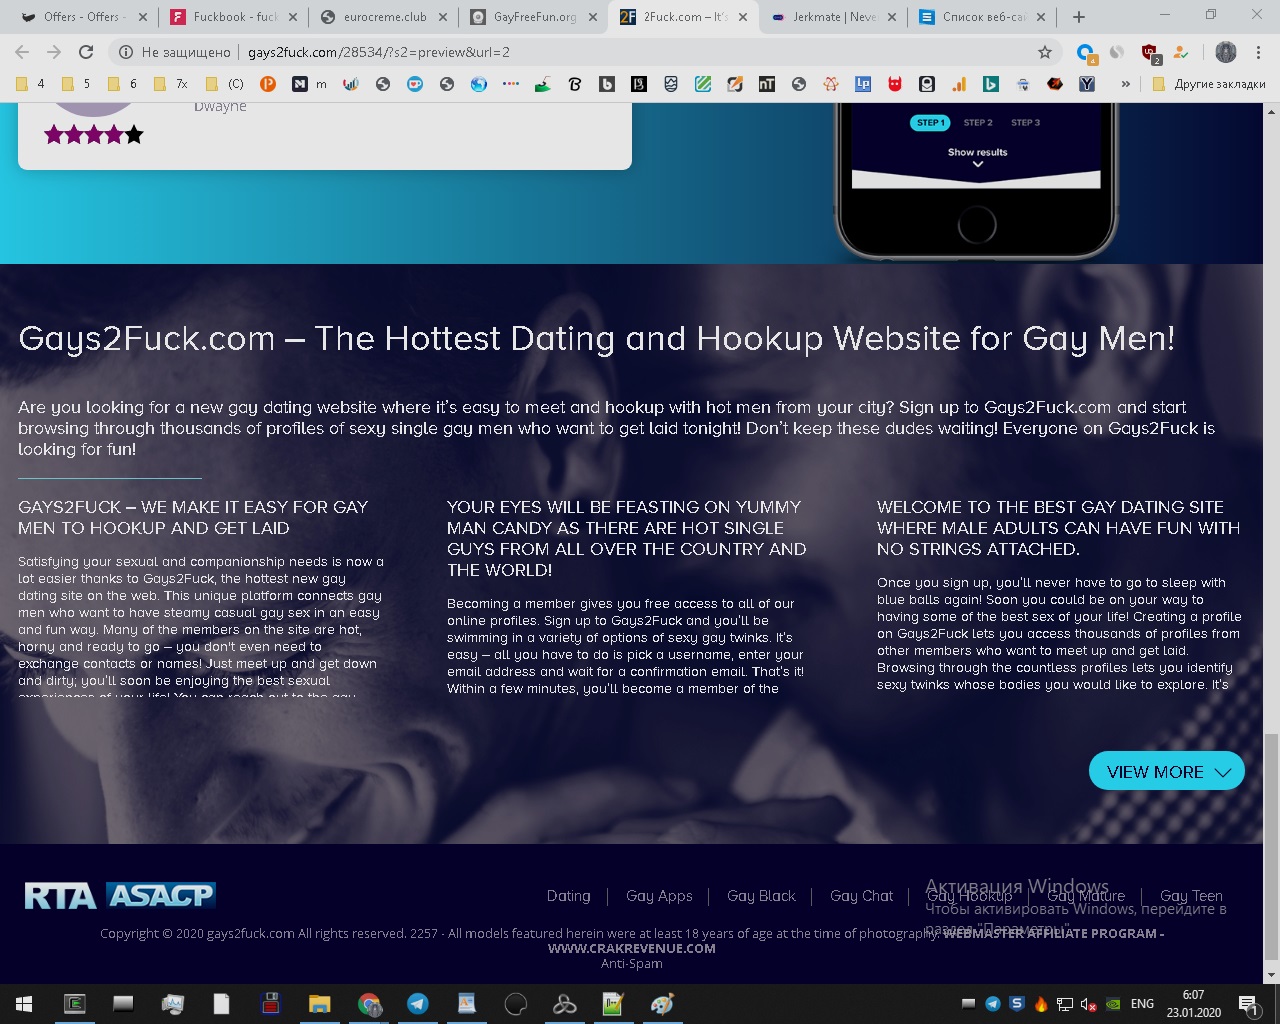 Offers - Offers -
Fuckbook - fuck
eurocreme.club
GayFreeFun.org
2Fuck.com – It's
Jerkmate | Neve
Список веб-сай
Не защищено
gays2fuck.com/28534/?s2=preview&url=2
4
5
6
7x
(C)
m
»
Другие закладки
Dwayne
STEP 1
STEP 2
STEP 3
Show results
Gays2Fuck.com – The Hottest Dating and Hookup Website for Gay Men!
Are you looking for a new gay dating website where it's easy to meet and hookup with hot men from your city? Sign up to Gays2Fuck.com and start
browsing through thousands of profiles of sexy single gay men who want to get laid tonight! Don't keep these dudes waiting! Everyone on Gays2Fuck is
looking for fun!
GAYS2FUCK – WE MAKE IT EASY FOR GAY
MEN TO HOOKUP AND GET LAID
Satisfying your sexual and companionship needs is now a
lot easier thanks to Gays2Fuck, the hottest new gay
dating site on the web. This unique platform connects gay
men who want to have steamy casual gay sex in an easy
and fun way. Many of the members on the site are hot,
horny and ready to go – you don't even need to
exchange contacts or names! Just meet up and get down
and dirty; you'll soon be enjoying the best sexual
experiences of your life! You can reach out to the gay
YOUR EYES WILL BE FEASTING ON YUMMY
MAN CANDY AS THERE ARE HOT SINGLE
GUYS FROM ALL OVER THE COUNTRY AND
THE WORLD!
Becoming a member gives you free access to all of our
online profiles. Sign up to Gays2Fuck and you'll be
swimming in a variety of options of sexy gay twinks. It's
easy – all you have to do is pick a username, enter your
email address and wait for a confirmation email. That's it!
Within a few minutes, you'll become a member of the
WELCOME TO THE BEST GAY DATING SITE
WHERE MALE ADULTS CAN HAVE FUN WITH
NO STRINGS ATTACHED.
Once you sign up, you'll never have to go to sleep with
blue balls again! Soon you could be on your way to
having some of the best sex of your life! Creating a profile
on Gays2Fuck lets you access thousands of profiles from
other members who want to meet up and get laid.
Browsing through the countless profiles lets you identify
sexy twinks whose bodies you would like to explore. It's
VIEW MORE
RTA ASACP
Dating
Gay Apps
Gay Black
Gay Chat
Gay Hookup
Gay Mature
Gay Teen
Активация Windows
Чтобы активировать Windows, перейдите в
раздел "Параметры".
Copyright © 2020 gays2fuck.com All rights reserved. 2257 - All models featured herein were at least 18 years of age at the time of photography. WEBMASTER AFFILIATE PROGRAM -
WWW.CRAKREVENUE.COM
Anti-Spam
ENG
6:07
23.01.2020